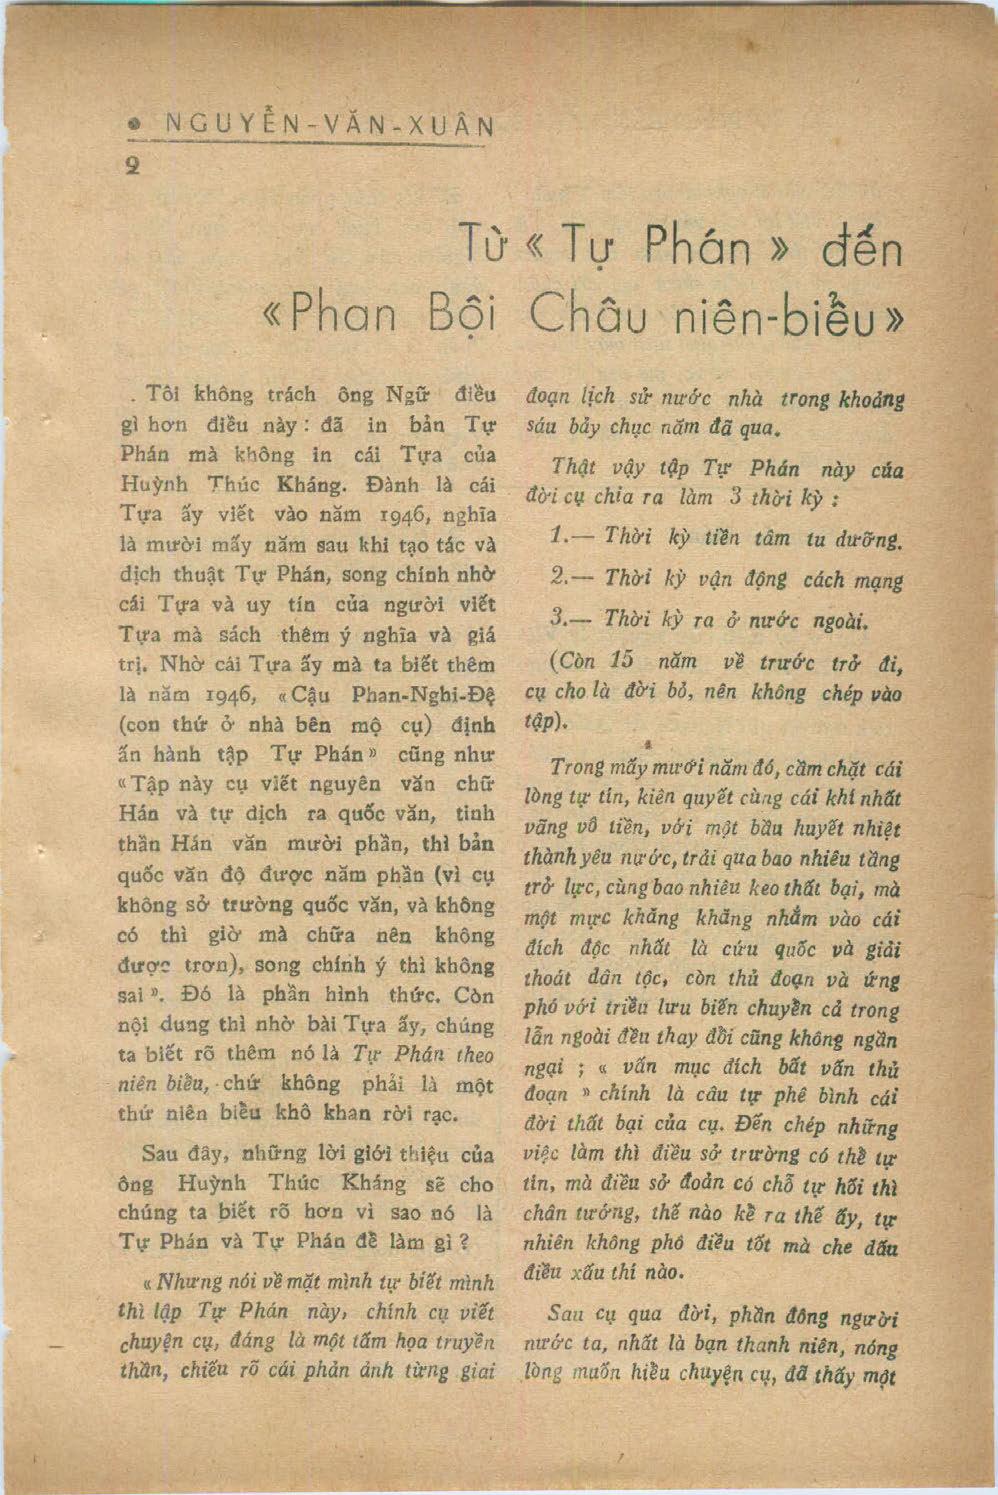 • NGUYỄN-VĂN-XUÂN
2
Từ « Tự Phán » đến
«Phan Bội Châu niên-biểu»
. Tôi không trách ông Ngữ điều
gì hơn điều này : đã in bản Tự
Phán mà không in cái Tựa của
Huỳnh Thúc Kháng. Đành là cái
Tựa ấy viết vào năm 1946, nghĩa
là mười mấy năm sau khi tạo tác và
dịch thuật Tự Phán, song chính nhờ
cái Tựa và uy tín của người viết
Tựa mà sách thêm ý nghĩa và giá
trị. Nhờ cái Tựa ấy mà ta biết thêm
là năm 1946, «Cậu Phan-Nghi-Đệ
(con thứ ở nhà bên mộ cụ) định
ấn hành tập Tự Phán» cũng như
«Tập này cụ viết nguyên văn chữ
Hán và tự dịch ra quốc văn, tinh
thần Hán văn mười phần, thì bản
quốc văn độ được năm phần (vì cụ
không sở trường quốc văn, và không
có thì giờ mà chữa nên không
được trơn), song chính ý thì không
sai». Đó là phần hình thức. Còn
nội dung thì nhờ bài Tựa ấy, chúng
ta biết rõ thêm nó là Tự Phán theo
niên biểu, chứ không phải là một
thứ niên biểu khô khan rời rạc.
Sau đây, những lời giới thiệu của
ông Huỳnh Thúc Kháng sẽ cho
chúng ta biết rõ hơn vì sao nó là
Tự Phán và Tự Phán để làm gì ?
« Nhưng nói về mặt mình tự biết mình
thì lập Tự Phán này, chính cụ viết
chuyện cụ, đáng là một tấm họa truyền
thần, chiếu rõ cái phản ảnh từng giai
đoạn lịch sử nước nhà trong khoảng
sáu bảy chục năm đã qua.
Thật vậy tập Tự Phán này của
đời cụ chia ra làm 3 thời kỳ :
1.— Thời kỳ tiền tâm tu dưỡng.
2.— Thời kỳ vận động cách mạng
3.— Thời kỳ ra ở nước ngoài.
(Còn 15 năm về trước trở đi,
cụ cho là đời bỏ, nên không chép vào
tập).
Trong mấy mươi năm đó, cầm chặt cái
lòng tự tín, kiên quyết cùng cái khí nhất
vãng vô tiền, với một bầu huyết nhiệt
thành yêu nước, trải qua bao nhiêu tầng
trở lực, cùng bao nhiêu keo thất bại, mà
một mực khăng khăng nhắm vào cái
đích độc nhất là cứu quốc và giải
thoát dân tộc, còn thủ đoạn và ứng
phó với triều lưu biến chuyển cả trong
lẫn ngoài đều thay đổi cũng không ngần
ngại ; « vấn mục đích bất vấn thủ
đoạn » chính là câu tự phê bình cái
đời thất bại của cụ. Đến chép những
việc làm thì điều sở trường có thể tự
tin, mà điều sở đoản có chỗ tự hối thì
chân tướng, thế nào kể ra thế ấy, tự
nhiên không phô điều tốt mà che dấu
điều xấu thí nào.
Sau cụ qua đời, phần đông người
nước ta, nhất là bạn thanh niên, nóng
lòng muốn hiểu chuyện cụ, đã thấy một